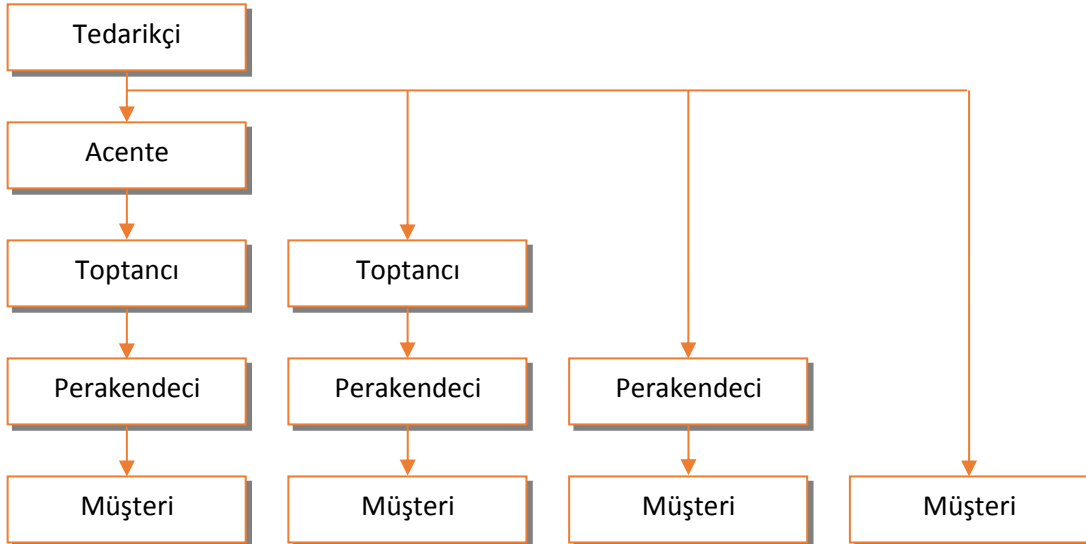 Tedarikçi
Acente
Toptancı
Toptancı
Perakendeci
Perakendeci
Perakendeci
Müşteri
Müşteri
Müşteri
Müşteri